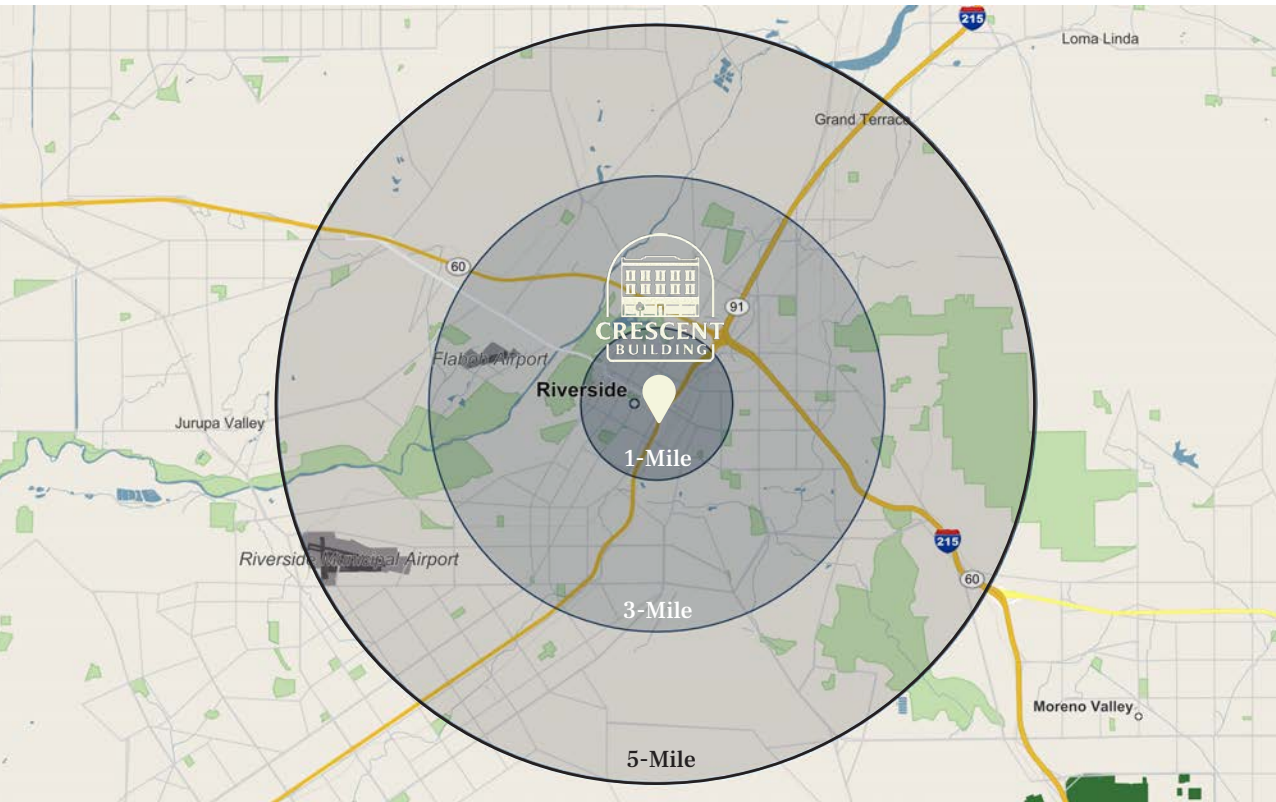 215
Loma Linda
Grand Terrace
60
91
CRESCENT
BUILDING
Flabob Airport
Riverside
Jurupa Valley
1-Mile
215
Riverside Municipal Airport
60
3-Mile
Moreno Valley
5-Mile